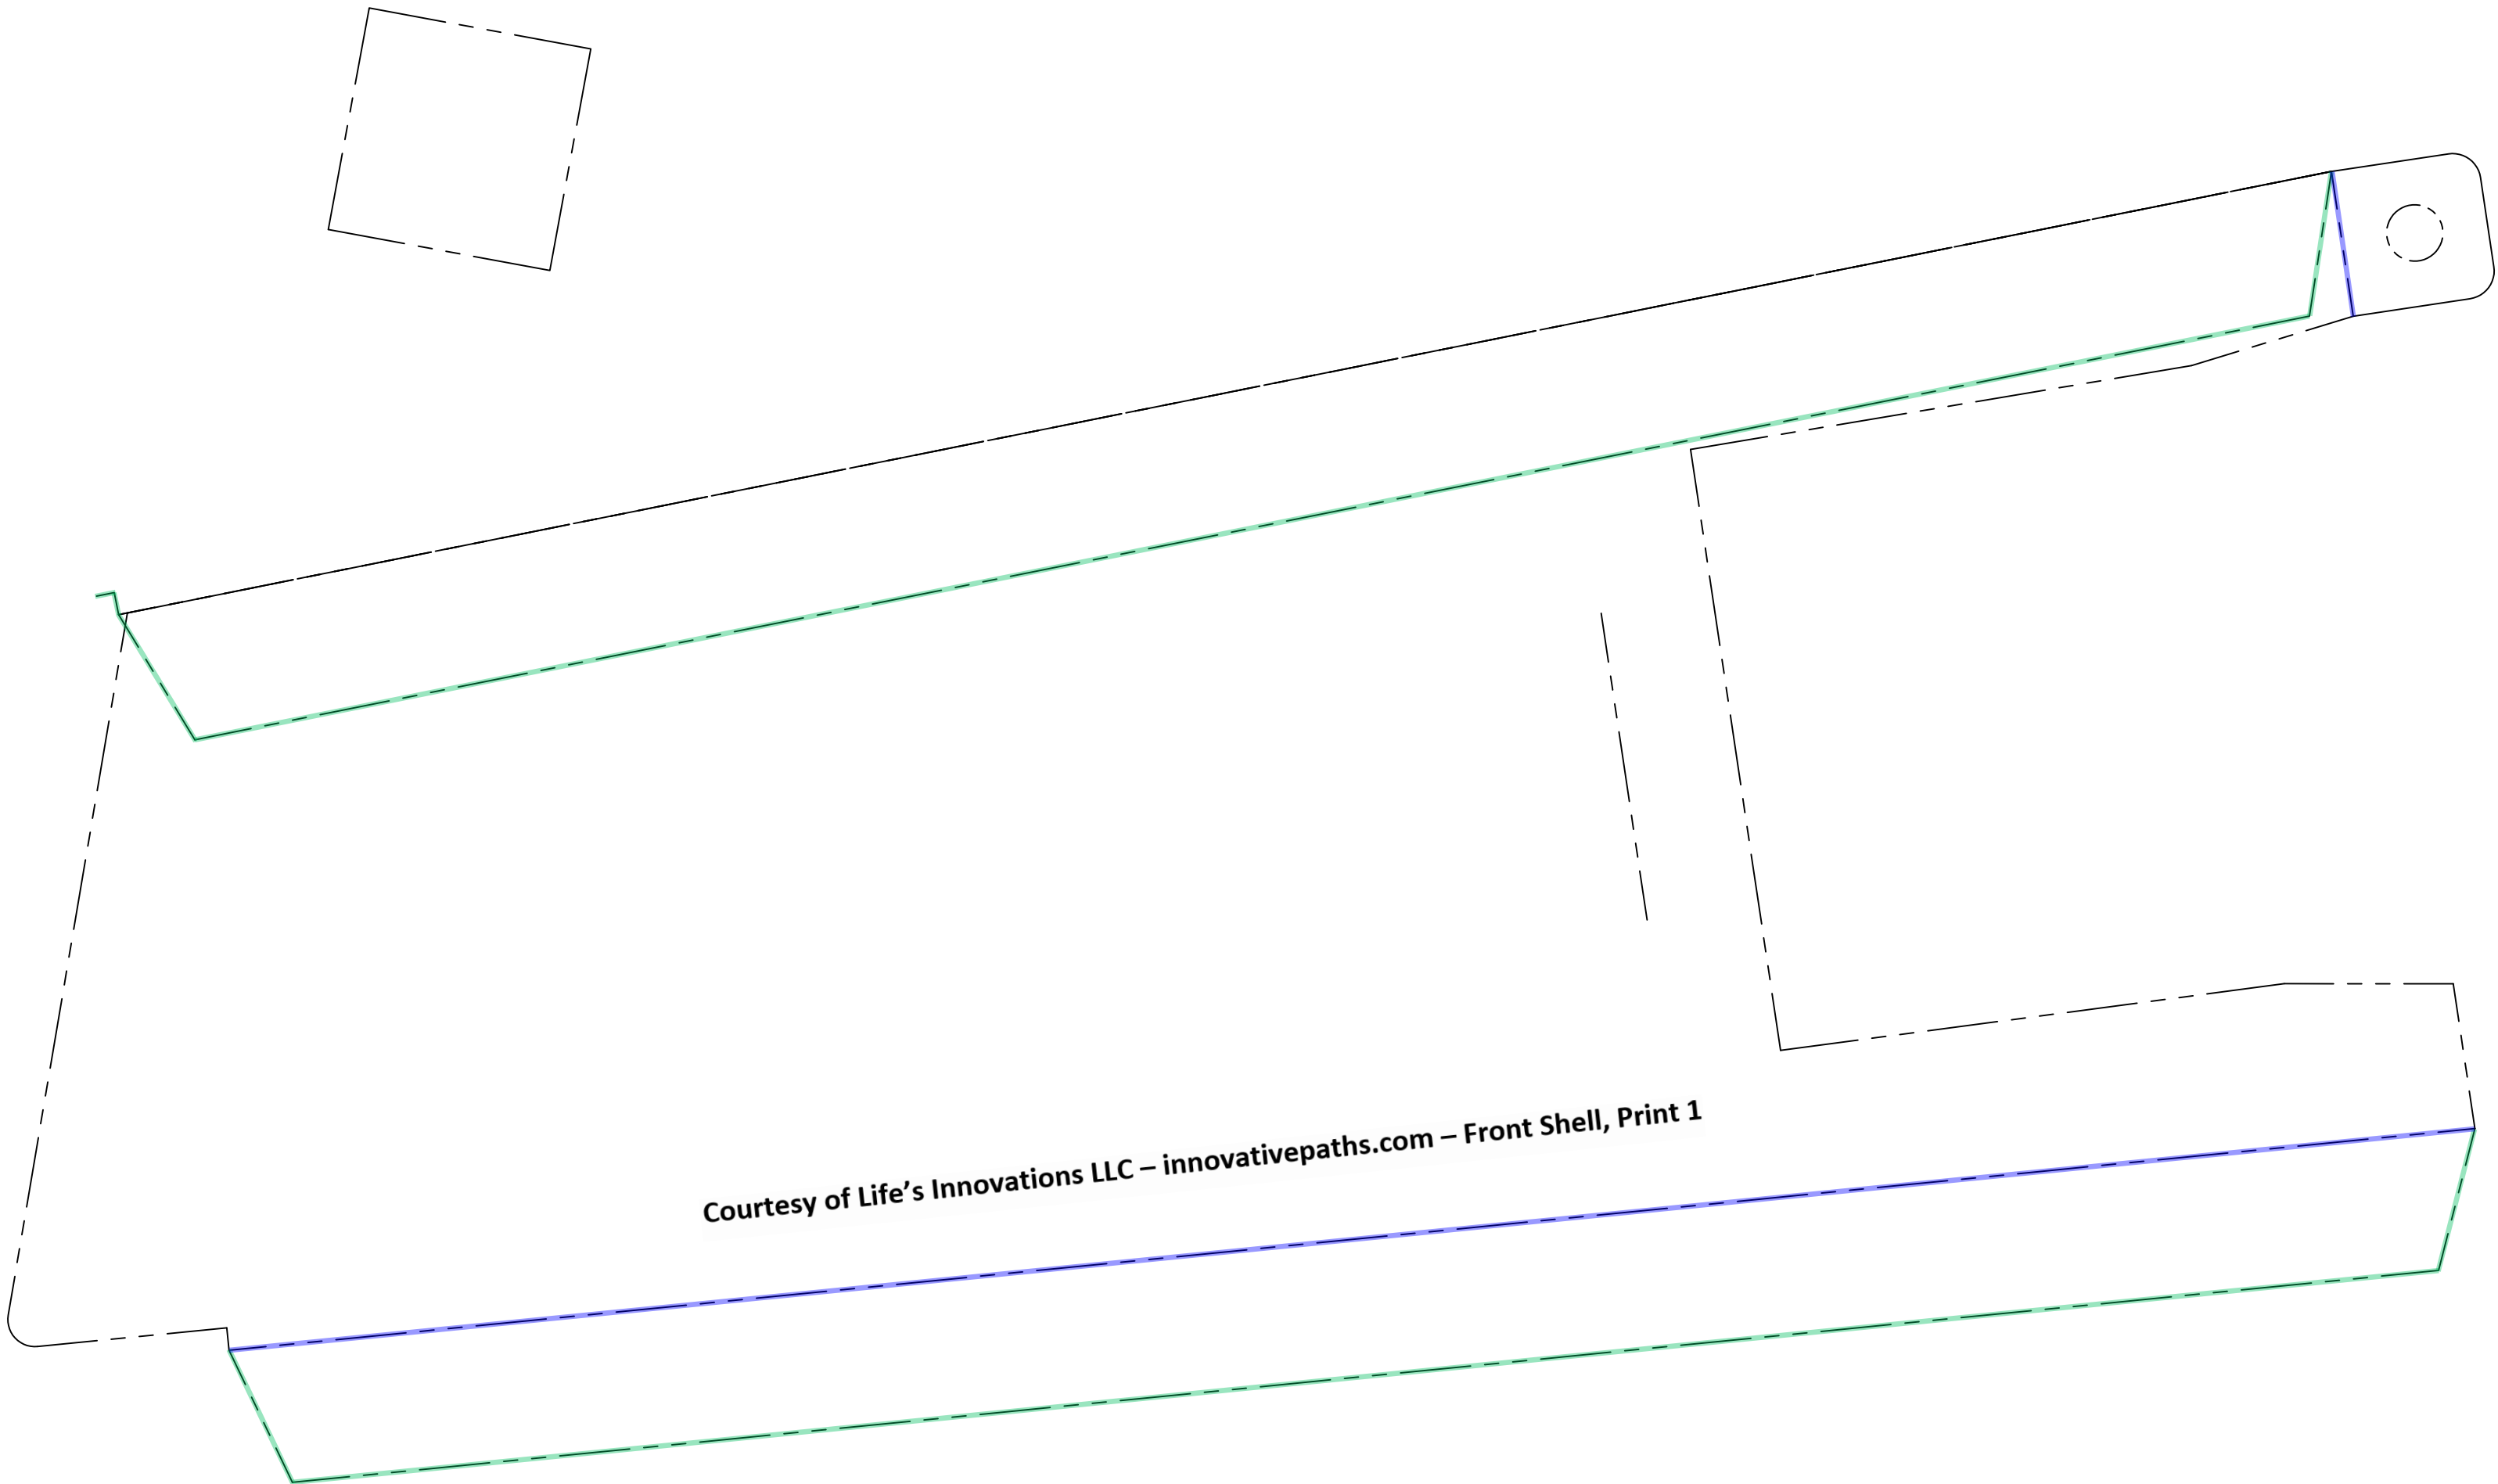 Courtesy of Life’s Innovations LLC – innovativepaths.com – Front Shell, Print 1